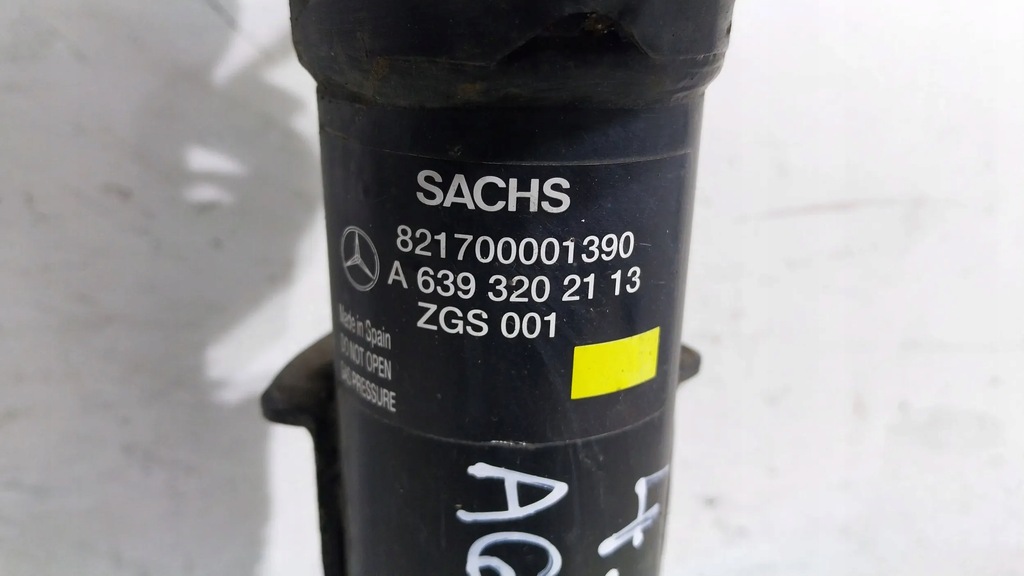 SACHS
821700001390
A 639 320 21 13
ZGS 001
Made in Spain
DO NOT OPEN
GAS PRESSURE